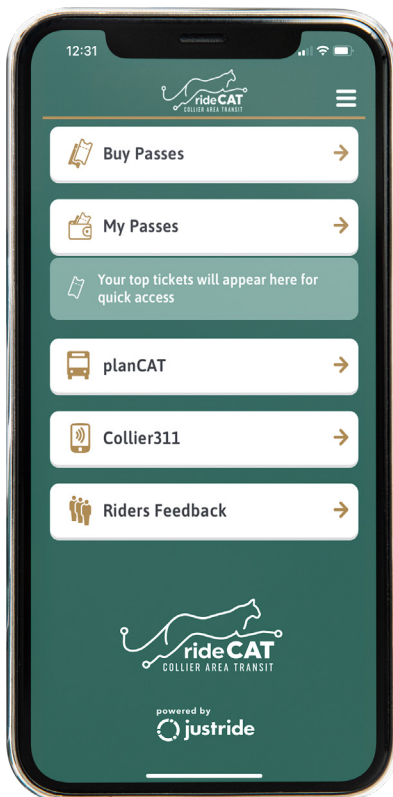 12:31
rideCAT
COLLIER AREA TRANSIT
Buy Passes
My Passes
Your top tickets will appear here for
quick access
planCAT
Collier311
Riders Feedback
rideCAT
COLLIER AREA TRANSIT
powered by
justride